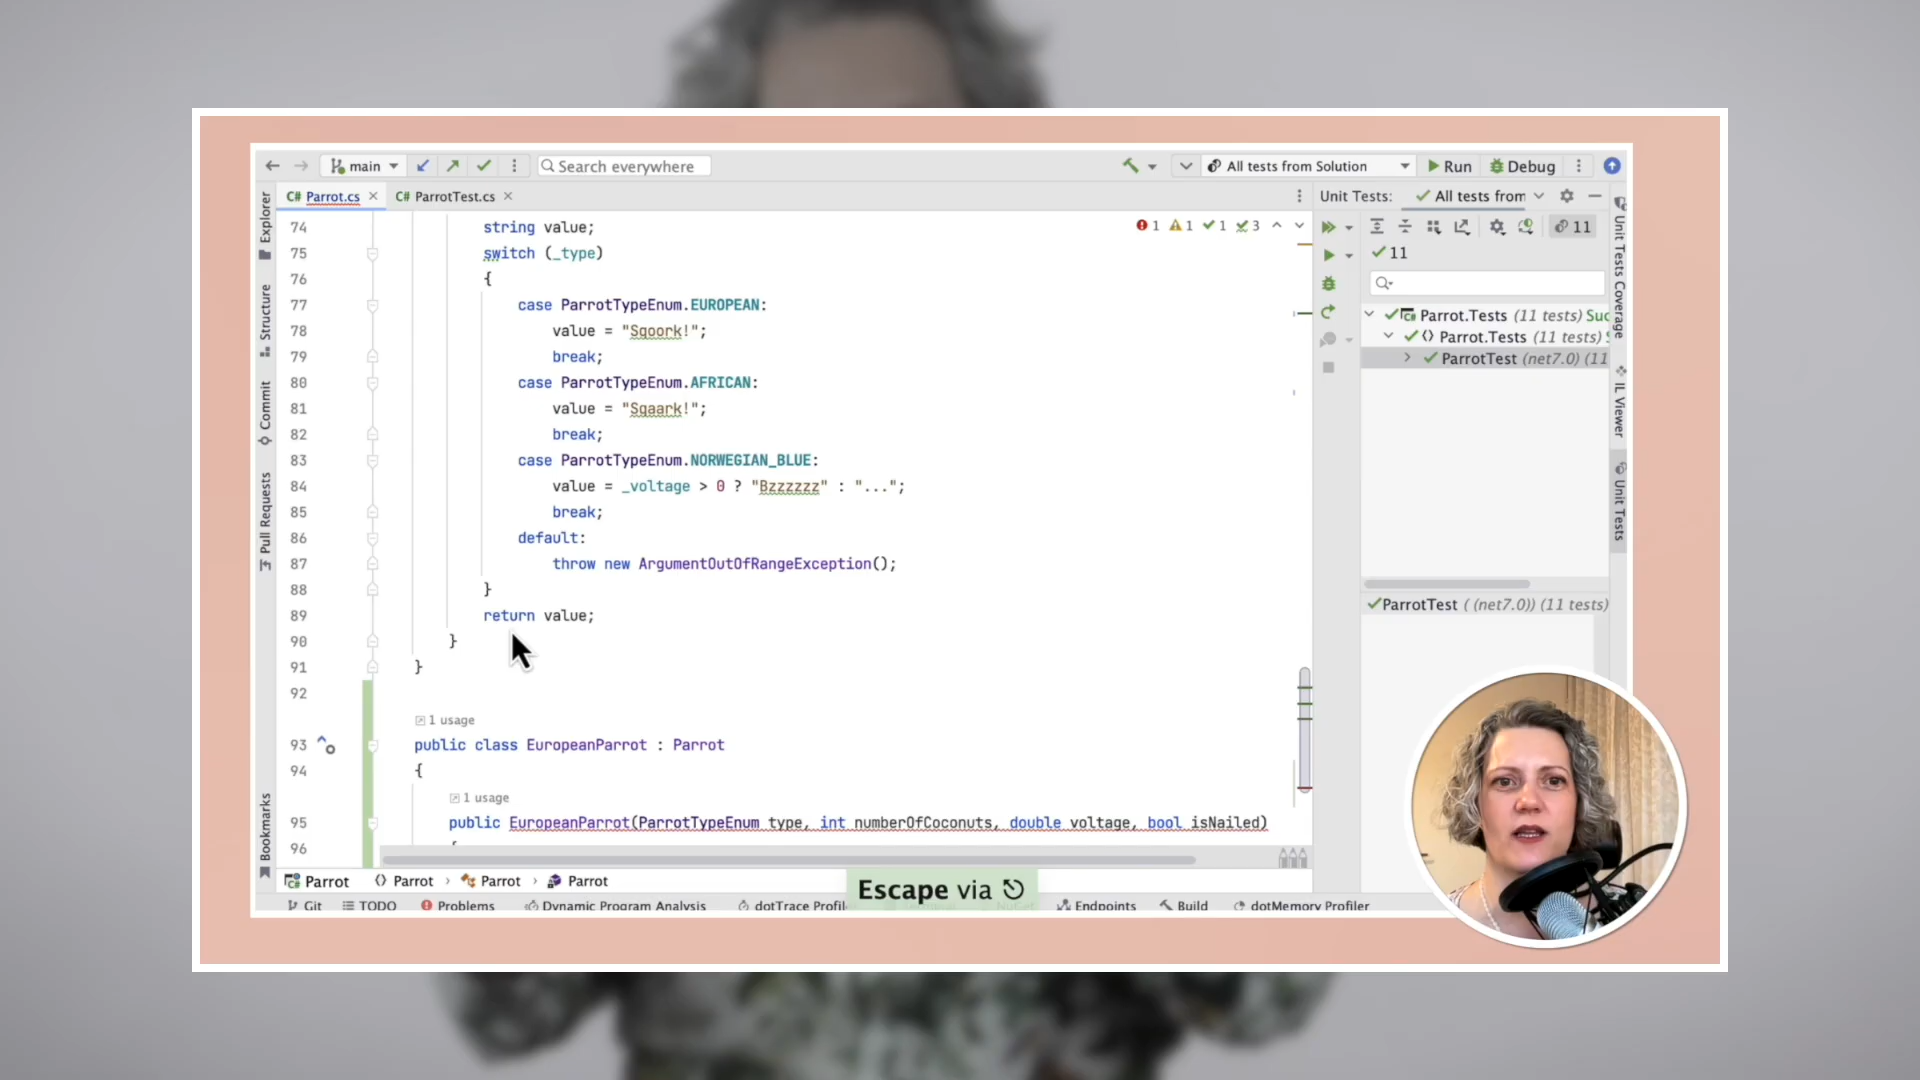 main
Search everywhere
All tests from Solution
Run
Debug
C# Parrot.cs
C# ParrotTest.cs
Unit Tests:
All tests from
Explorer
Structure
Commit
Pull Requests
Bookmarks
74 string value;
75 switch (_type)
76 {
77 case ParrotTypeEnum.EUROPEAN:
78 value = "Sqoork!";
79 break;
80 case ParrotTypeEnum.AFRICAN:
81 value = "Sqaark!";
82 break;
83 case ParrotTypeEnum.NORWEGIAN_BLUE:
84 value = _voltage > 0 ? "Bzzzzzz" : "...";
85 break;
86 default:
87 throw new ArgumentOutOfRangeException();
88 }
89 return value;
90 }
91 }
92
1 usage
93 public class EuropeanParrot : Parrot
94 {
1 usage
95 public EuropeanParrot(ParrotTypeEnum type, int numberOfCoconuts, double voltage, bool isNailed)
96
1 1 1 3
11
11
Parrot.Tests (11 tests) Suc
Parrot.Tests (11 tests)
ParrotTest (net7.0) (11
ParrotTest ( (net7.0)) (11 tests)
Unit Tests Coverage
IL Viewer
Unit Tests
Parrot
Parrot
Parrot
Parrot
Escape via
Git
TODO
Problems
Dynamic Program Analysis
dotTrace Profil
Endpoints
Build
dotMemory Profiler